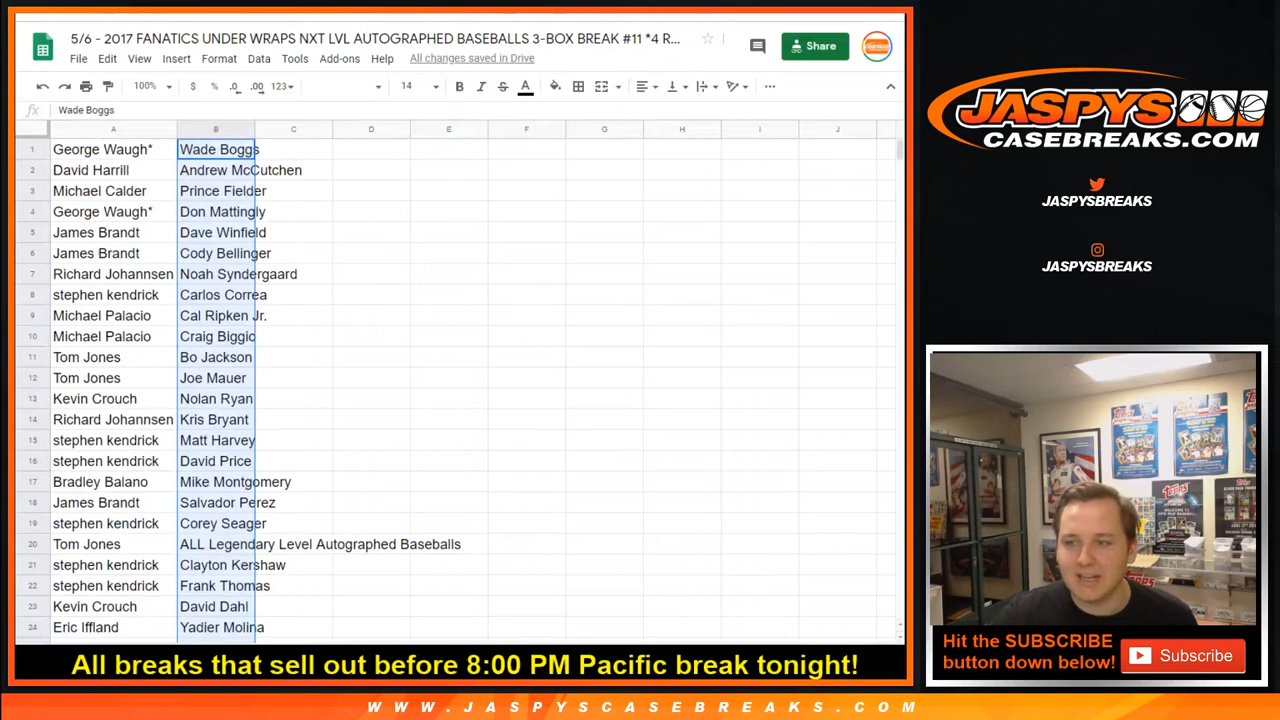 5/6 - 2017 FANATICS UNDER WRAPS NXT LVL AUTOGRAPHED BASEBALLS 3-BOX BREAK #11 *4 R...
File Edit View Insert Format Data Tools Add-ons Help All changes saved in Drive
Share
100% $ % .0 .00 123 14 B I S A
fx Wade Boggs
A B C D E F G H I J
1 George Waugh* Wade Boggs
2 David Harrill Andrew McCutchen
3 Michael Calder Prince Fielder
4 George Waugh* Don Mattingly
5 James Brandt Dave Winfield
6 James Brandt Cody Bellinger
7 Richard Johannsen Noah Syndergaard
8 stephen kendrick Carlos Correa
9 Michael Palacio Cal Ripken Jr.
10 Michael Palacio Craig Biggio
11 Tom Jones Bo Jackson
12 Tom Jones Joe Mauer
13 Kevin Crouch Nolan Ryan
14 Richard Johannsen Kris Bryant
15 stephen kendrick Matt Harvey
16 stephen kendrick David Price
17 Bradley Balano Mike Montgomery
18 James Brandt Salvador Perez
19 stephen kendrick Corey Seager
20 Tom Jones ALL Legendary Level Autographed Baseballs
21 stephen kendrick Clayton Kershaw
22 stephen kendrick Frank Thomas
23 Kevin Crouch David Dahl
24 Eric Iffland Yadier Molina
All breaks that sell out before 8:00 PM Pacific break tonight!
JASPYS
CASEBREAKS.COM
JASPYSBREAKS
JASPYSBREAKS
Topps
Topps
Hit the SUBSCRIBE
button down below!
Subscribe
WWW.JASPYSCASEBREAKS.COM